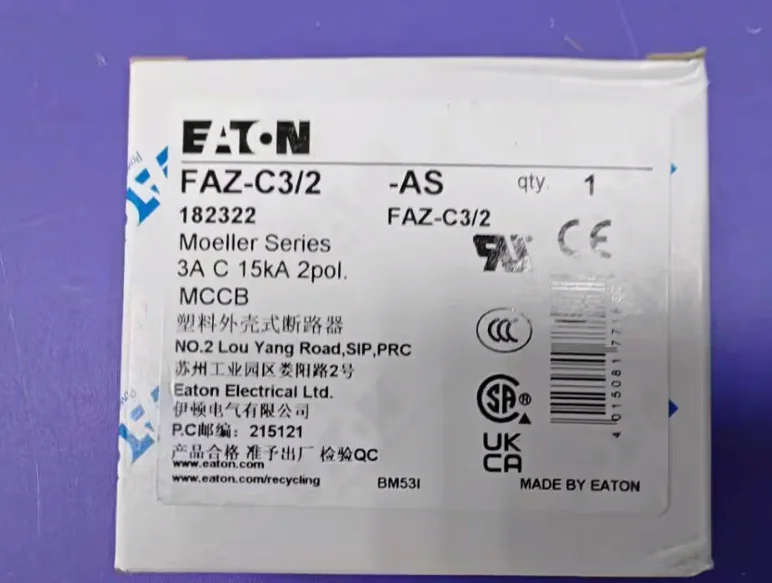 EATON
FAZ-C3/2 -AS qty. 1
182322 FAZ-C3/2
Moeller Series
3A C 15kA 2pol.
MCCB
塑料外壳式断路器
NO.2 Lou Yang Road,SIP,PRC
苏州工业园区娄阳路2号
Eaton Electrical Ltd.
伊顿电气有限公司
P.C邮编: 215121
产品合格 准予出厂 检验QC
www.eaton.com
www.eaton.com/recycling
BM53I
CE
CCC
SA
UK
CA
MADE BY EATON